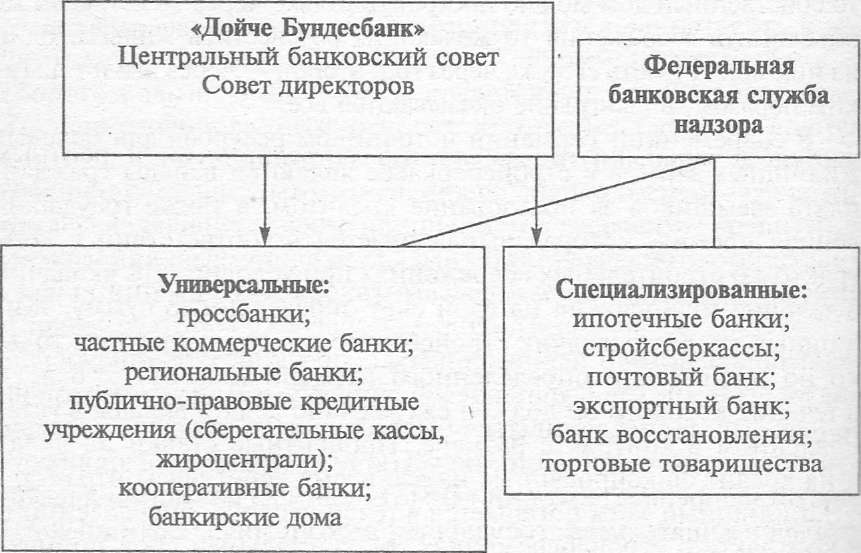 «Дойче Бундесбанк»
Центральный банковский совет
Совет директоров
Федеральная
банковская служба
надзора
Универсальные:
гроссбанки;
частные коммерческие банки;
региональные банки;
публично-правовые кредитные
учреждения (сберегательные кассы,
жироцентрали);
кооперативные банки;
банкирские дома
Специализированные:
ипотечные банки;
стройсберкассы;
почтовый банк;
экспортный банк;
банк восстановления;
торговые товарищества